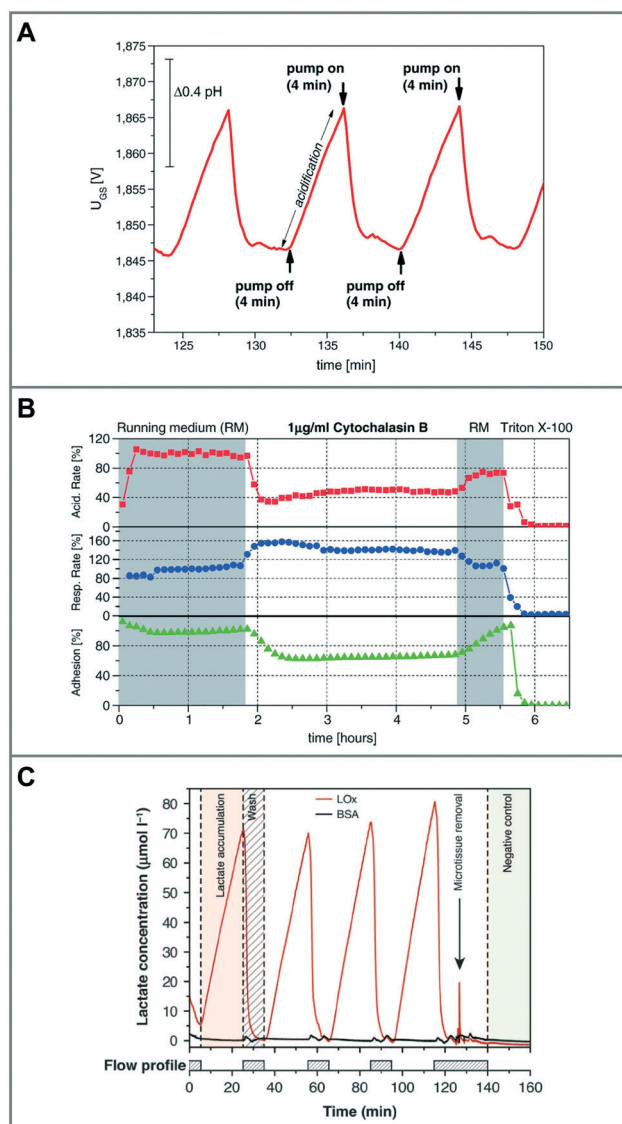 A
1,875
1,870
1,865
1,860
1,855
1,850
1,845
1,840
1,835
U_GS [V]
Δ0.4 pH
acidification
pump on
(4 min)
pump on
(4 min)
pump off
(4 min)
pump off
(4 min)
125 130 135 140 145 150
time [min]
B
Running medium (RM) 1µg/ml Cytochalasin B RM Triton X-100
Acid. Rate [%]
120
80
40
0
Resp. Rate [%]
160
120
80
40
0
Adhesion [%]
80
40
0
0 1 2 3 4 5 6
time [hours]
C
Lactate concentration (µmol l⁻¹)
80
70
60
50
40
30
20
10
0
Lactate accumulation
Wash
LOx
BSA
Microtissue removal
Negative control
Flow profile
0 20 40 60 80 100 120 140 160
Time (min)